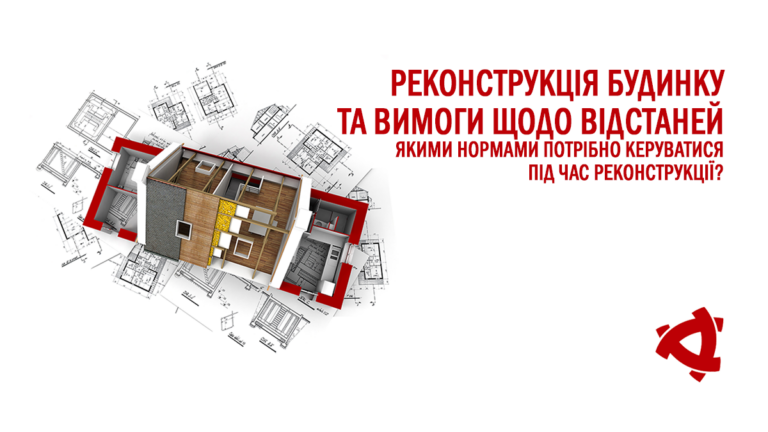 РЕКОНСТРУКЦІЯ БУДИНКУ
ТА ВИМОГИ ЩОДО ВІДСТАНЕЙ
ЯКИМИ НОРМАМИ ПОТРІБНО КЕРУВАТИСЯ
ПІД ЧАС РЕКОНСТРУКЦІЇ?